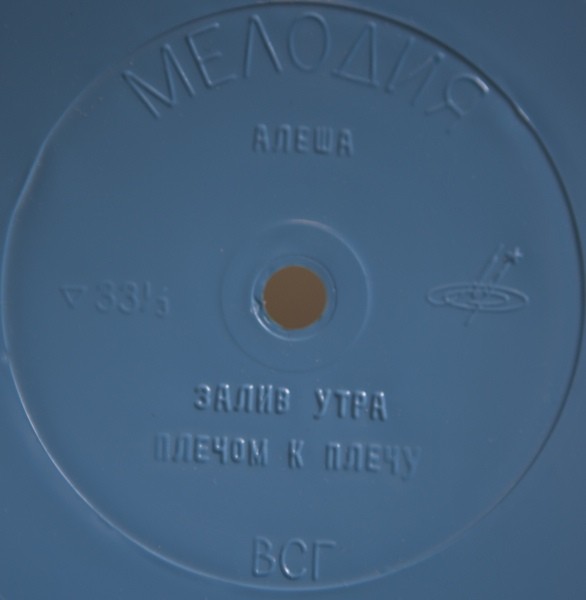 МЕЛОДИЯ
АЛЕША
▽ 33⅓
ЗАЛИВ УТРА
ПЛЕЧОМ К ПЛЕЧУ
ВСГ